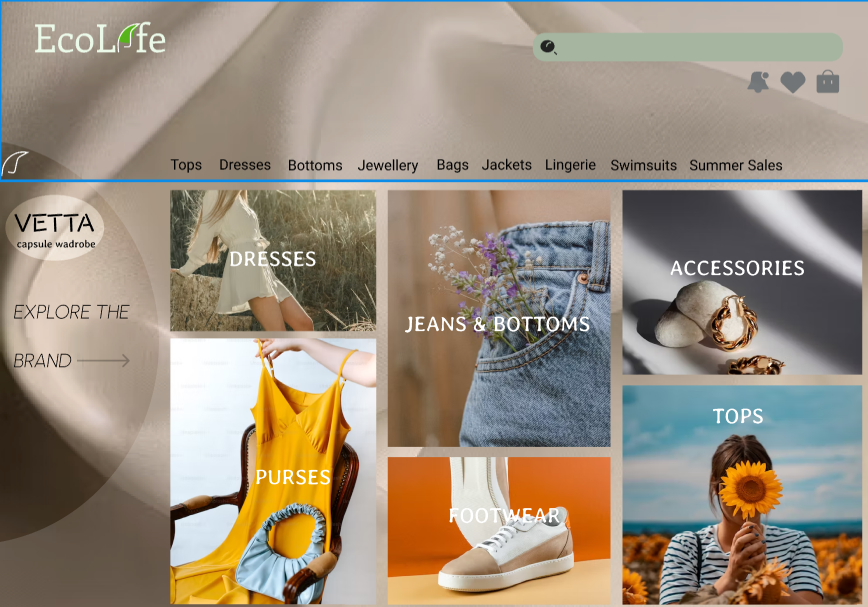 EcoLife
Tops Dresses Bottoms Jewellery Bags Jackets Lingerie Swimsuits Summer Sales
VETTA
capsule wadrobe
EXPLORE THE
BRAND
DRESSES
PURSES
JEANS & BOTTOMS
FOOTWEAR
ACCESSORIES
TOPS